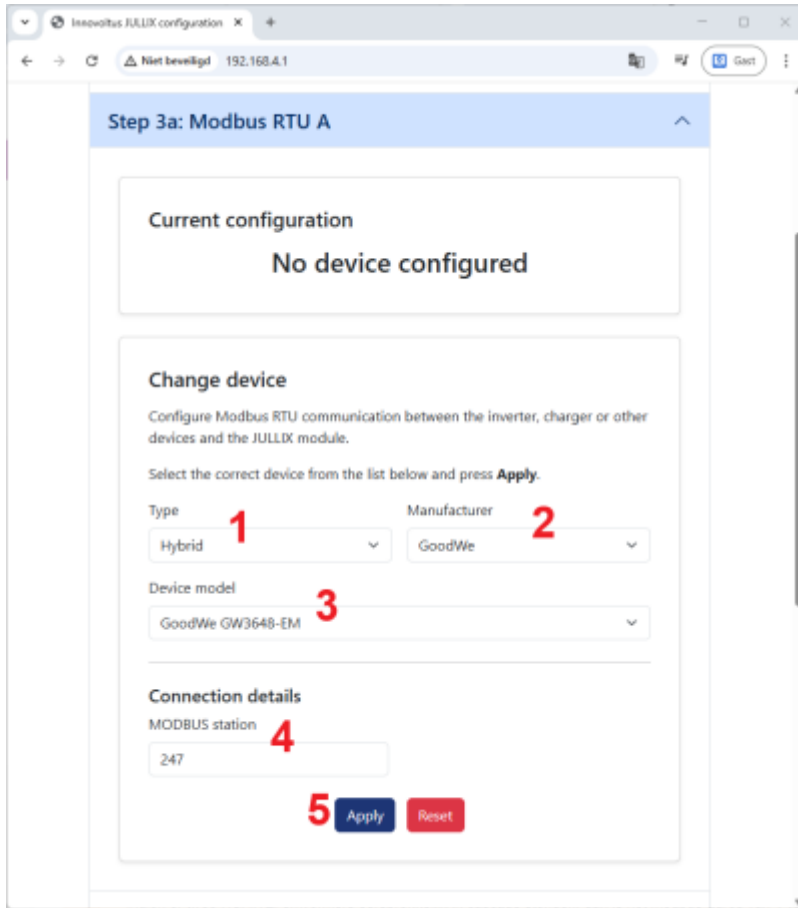 Innovoltus JULLIX configuration
Niet beveiligd 192.168.4.1
Gast
Step 3a: Modbus RTU A
Current configuration
No device configured
Change device
Configure Modbus RTU communication between the inverter, charger or other
devices and the JULLIX module.
Select the correct device from the list below and press Apply.
Type 1 Manufacturer 2
Hybrid GoodWe
Device model 3
GoodWe GW3648-EM
Connection details
MODBUS station 4
247
5 Apply Reset